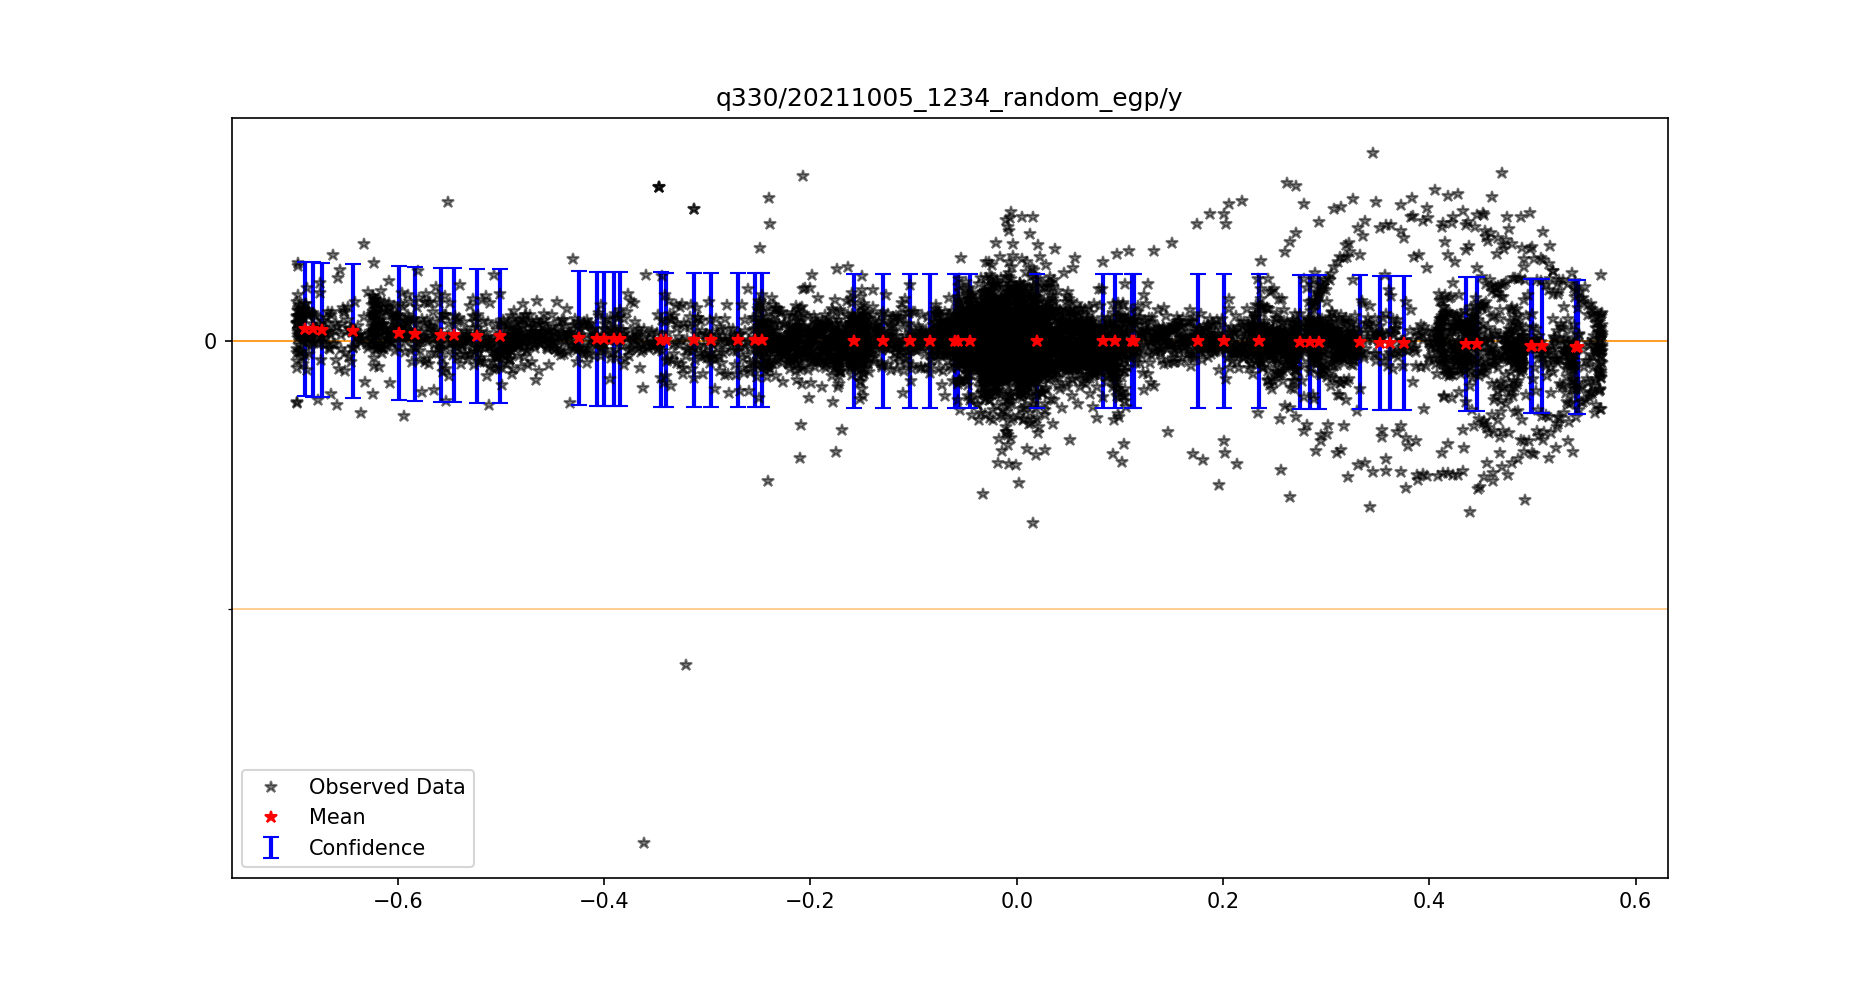 q330/20211005_1234_random_egp/y
0
Observed Data
Mean
Confidence
−0.6 −0.4 −0.2 0.0 0.2 0.4 0.6